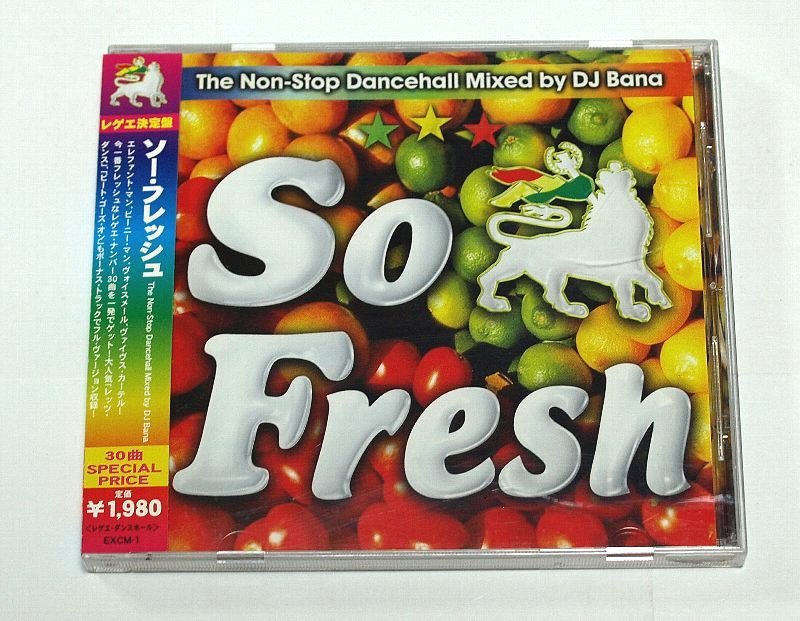 The Non-Stop Dancehall Mixed by DJ Bana
So
Fresh
レゲエ決定盤
ソー・フレッシュ The Non-Stop Dancehall Mixed by DJ Bana
エレファント・マン、ビーニー・マン、ヴォイスメール、ヴァイヴス・カーテル!
今一番フレッシュなレゲエ・ナンバー30曲を一発でゲット!大人気「レッツ・
ダンス」、「ビート・ゴーズ・オン」もボーナス・トラックでフル・ヴァージョン収録!
30曲
SPECIAL
PRICE
定価
¥1,980
<レゲエ・ダンスホール>
EXCM-1